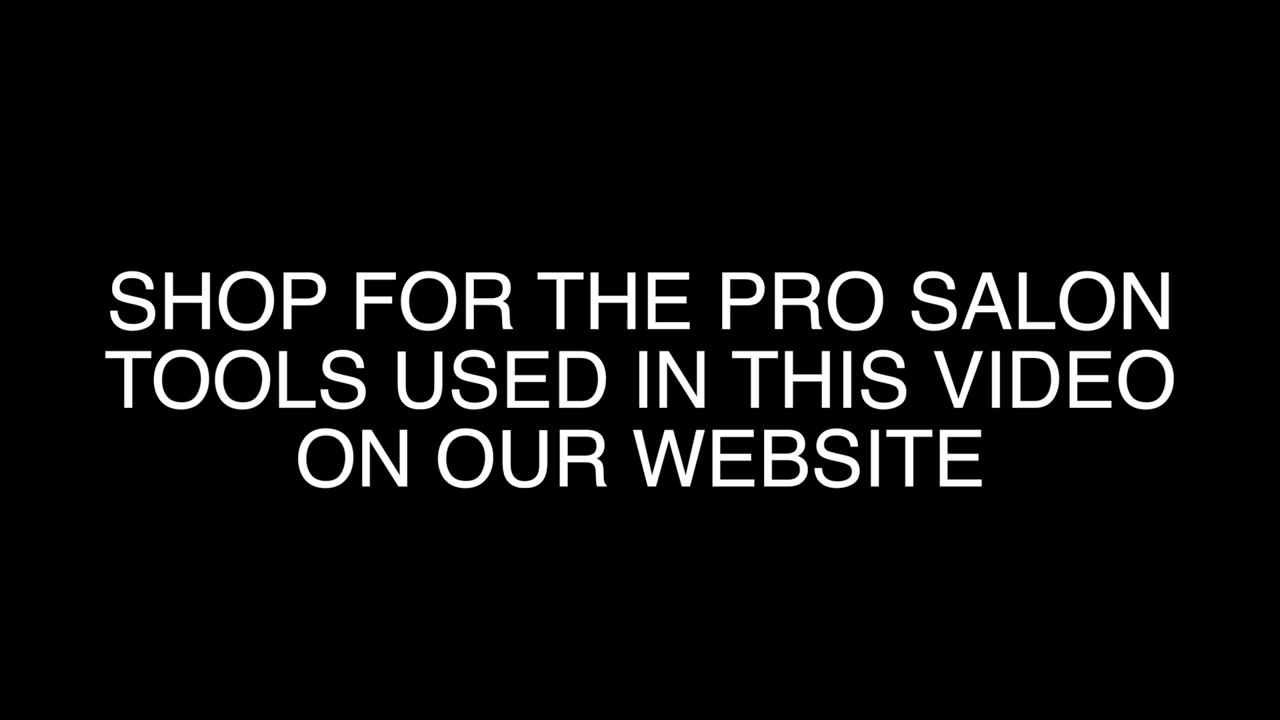 SHOP FOR THE PRO SALON
TOOLS USED IN THIS VIDEO
ON OUR WEBSITE